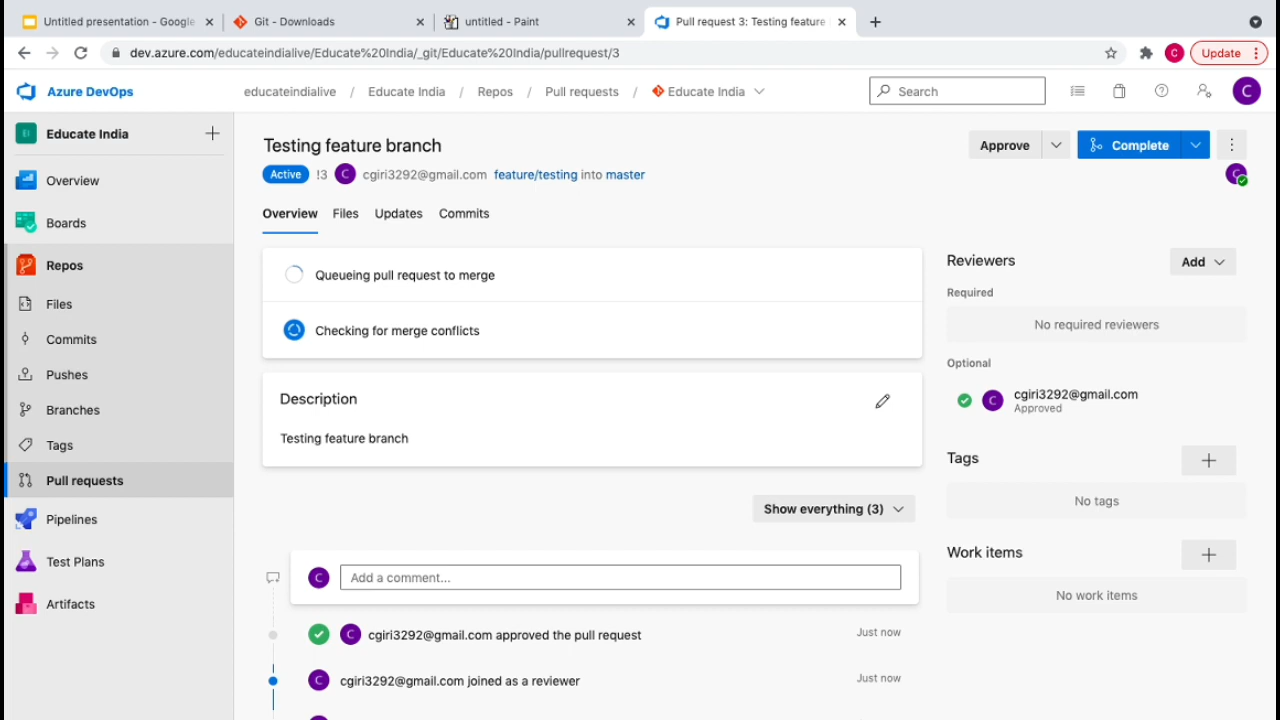 Untitled presentation - Google
Git - Downloads
untitled - Paint
Pull request 3: Testing feature
dev.azure.com/educateindialive/Educate%20India/_git/Educate%20India/pullrequest/3
C
Update
Azure DevOps
educateindialive / Educate India / Repos / Pull requests / Educate India
Search
C
EI
Educate India
Overview
Boards
Repos
Files
Commits
Pushes
Branches
Tags
Pull requests
Pipelines
Test Plans
Artifacts
Testing feature branch
Approve
Complete
Active !3 C cgiri3292@gmail.com feature/testing into master
C
Overview Files Updates Commits
Queueing pull request to merge
Checking for merge conflicts
Description
Testing feature branch
Show everything (3)
C Add a comment...
C cgiri3292@gmail.com approved the pull request Just now
C cgiri3292@gmail.com joined as a reviewer Just now
Reviewers
Add
Required
No required reviewers
Optional
C cgiri3292@gmail.com
Approved
Tags
No tags
Work items
No work items